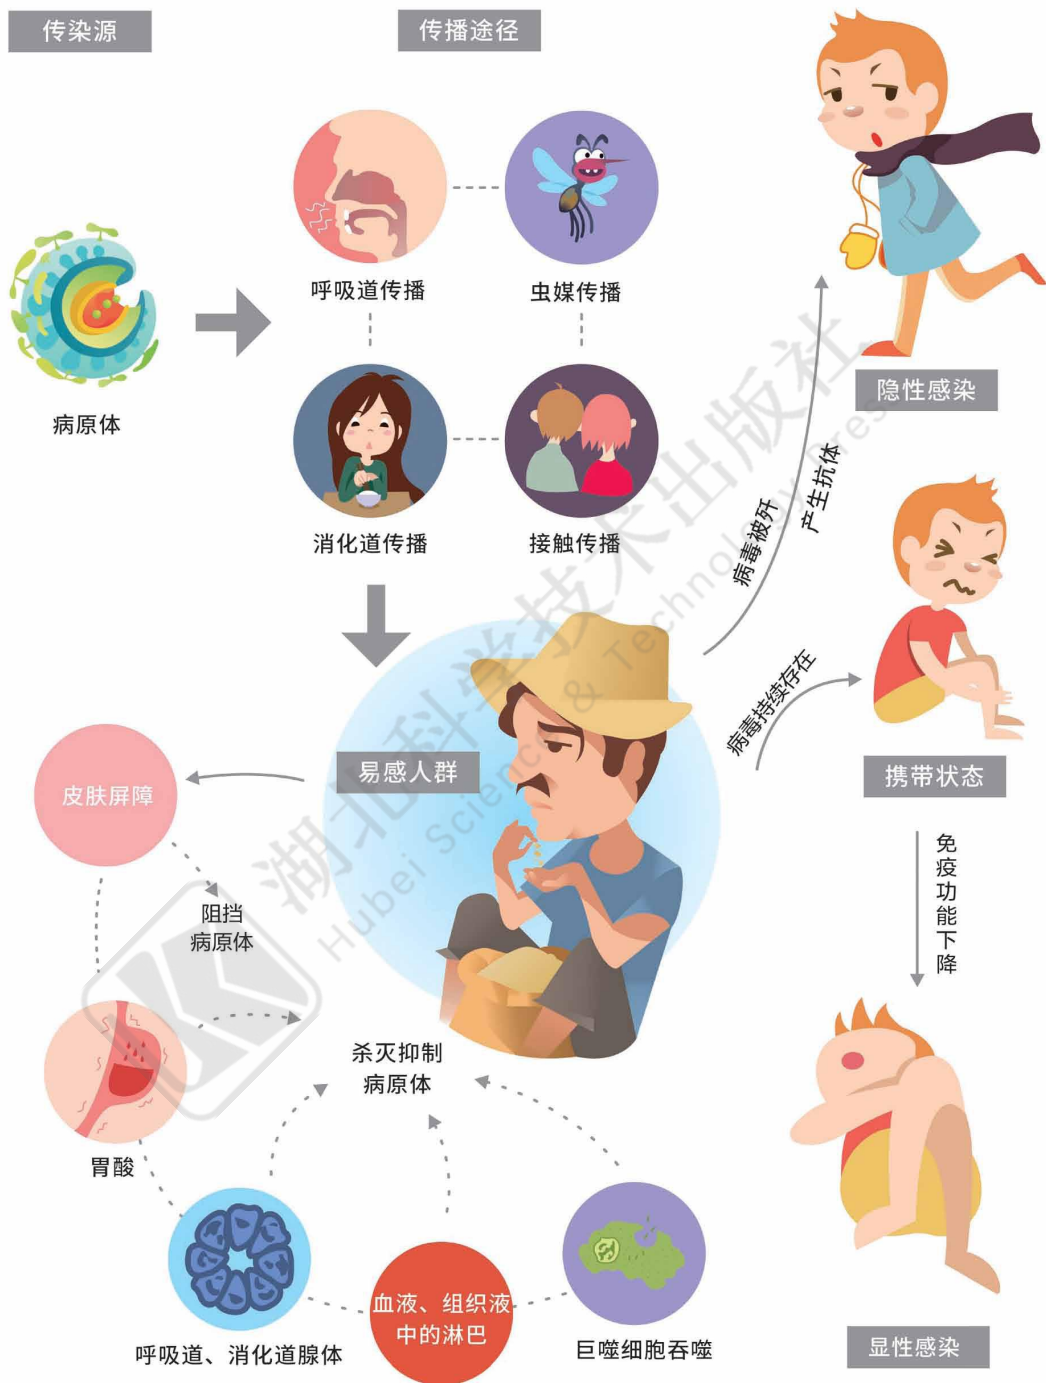 传染源
传播途径
呼吸道传播
虫媒传播
病原体
消化道传播
接触传播
隐性感染
病毒被歼
产生抗体
病毒持续存在
携带状态
易感人群
皮肤屏障
阻挡
病原体
免疫功能下降
杀灭抑制
病原体
胃酸
呼吸道、消化道腺体
血液、组织液
中的淋巴
巨噬细胞吞噬
显性感染
湖北科学技术出版社
Hubei Science & Technology Press